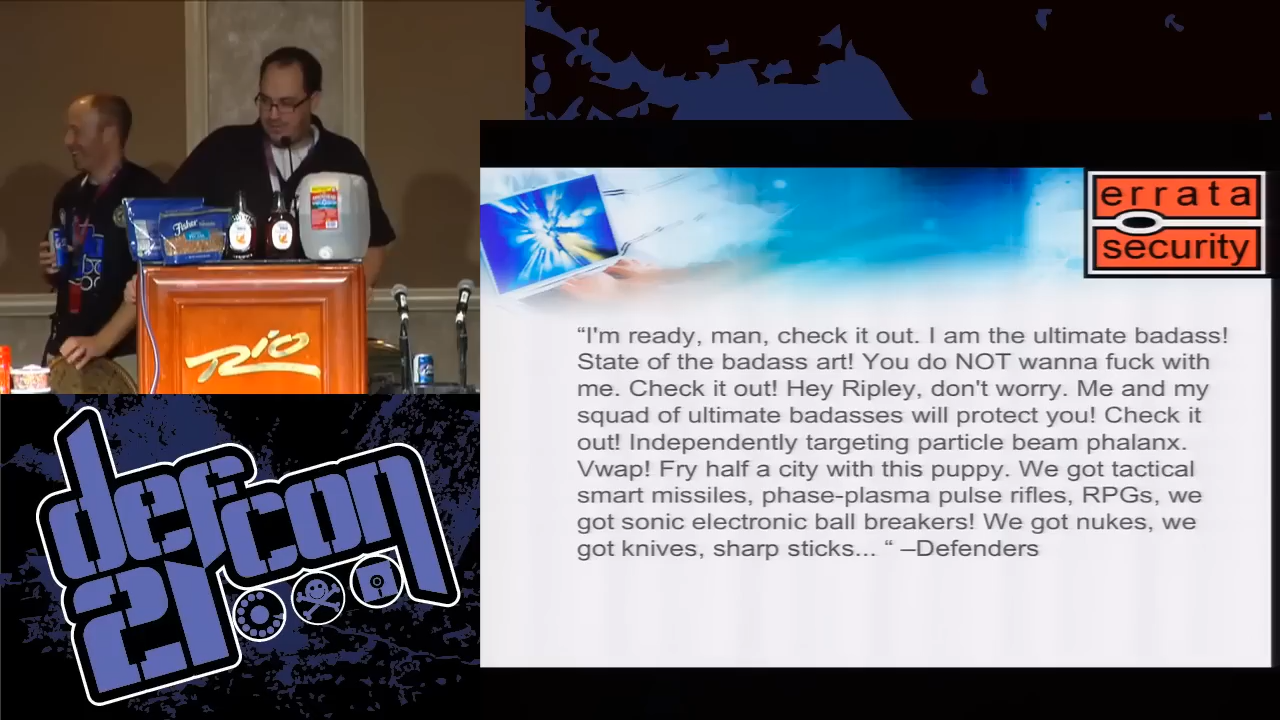 Fisher
RIO
errata
security
“I'm ready, man, check it out. I am the ultimate badass!
State of the badass art! You do NOT wanna fuck with
me. Check it out! Hey Ripley, don't worry. Me and my
squad of ultimate badasses will protect you! Check it
out! Independently targeting particle beam phalanx.
Vwap! Fry half a city with this puppy. We got tactical
smart missiles, phase-plasma pulse rifles, RPGs, we
got sonic electronic ball breakers! We got nukes, we
got knives, sharp sticks... “ –Defenders
defcon
21